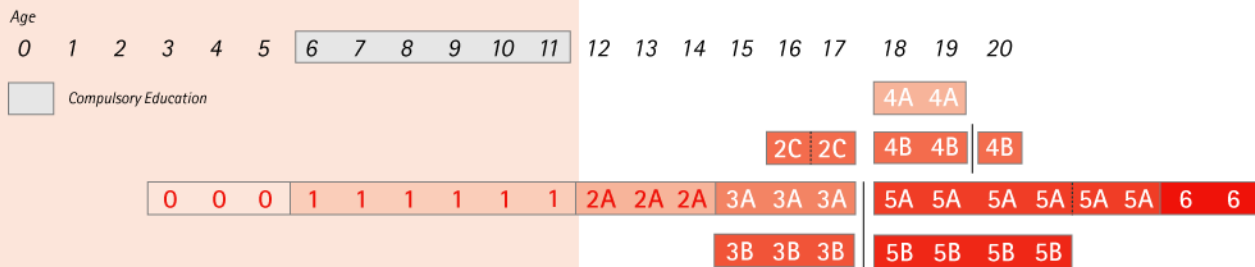 Age
0 1 2 3 4 5 6 7 8 9 10 11 12 13 14 15 16 17 18 19 20
Compulsory Education
4A 4A
2C 2C 4B 4B 4B
0 0 0 1 1 1 1 1 1 2A 2A 2A 3A 3A 3A 5A 5A 5A 5A 5A 5A 6 6
3B 3B 3B 5B 5B 5B 5B